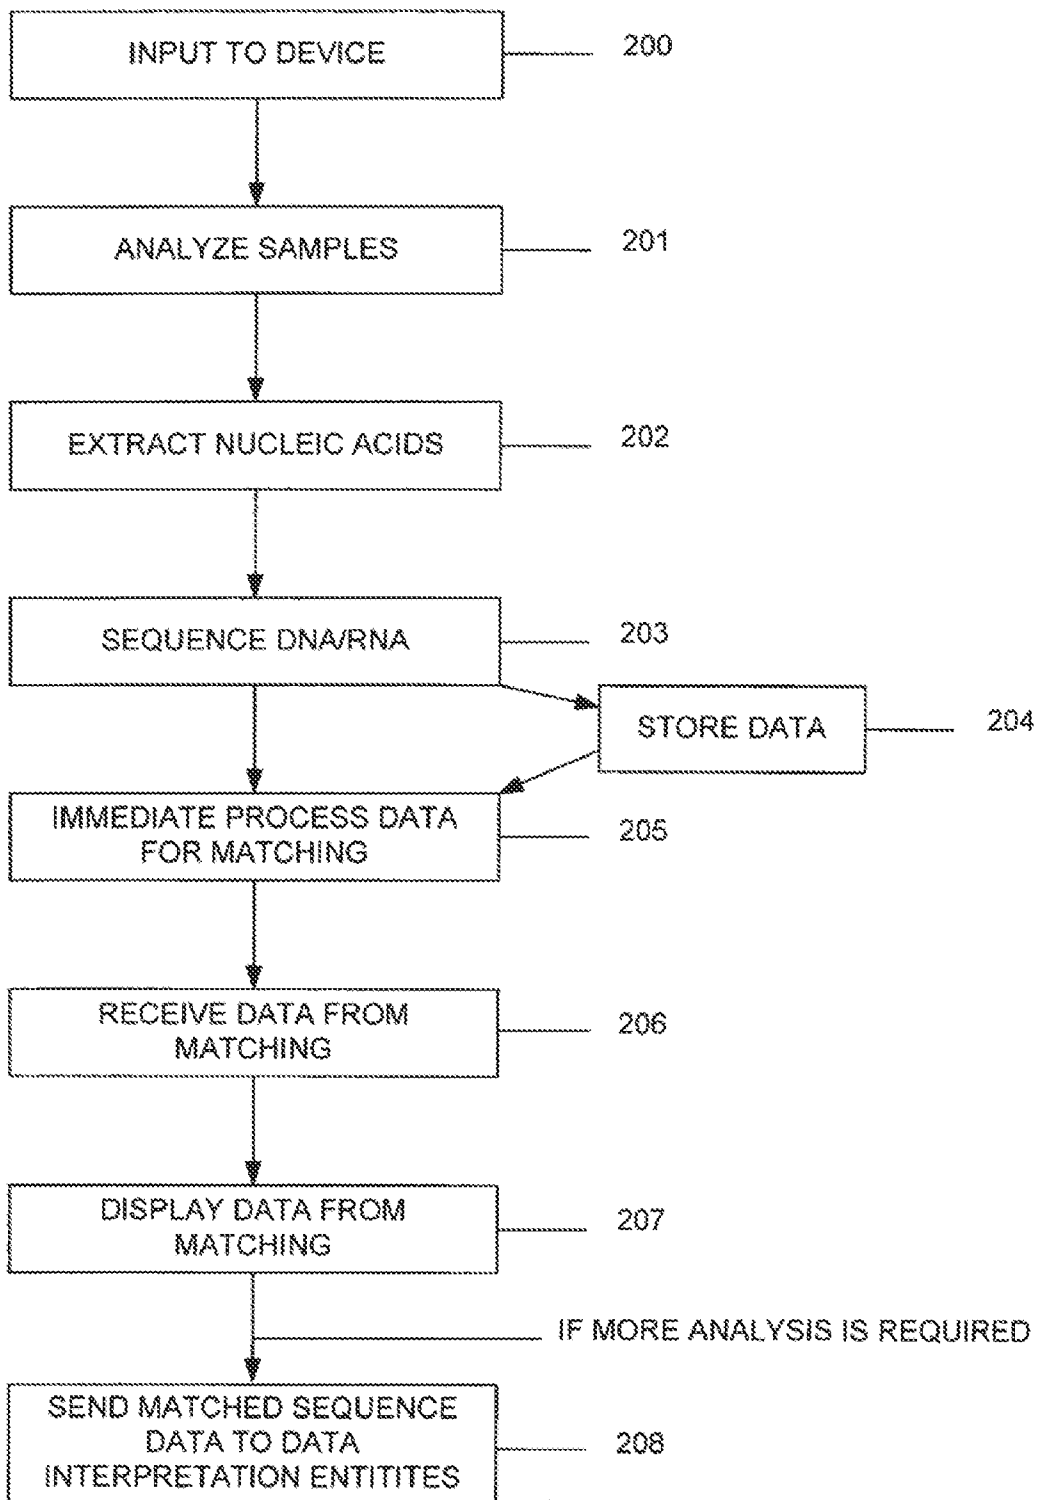 INPUT TO DEVICE
200
ANALYZE SAMPLES
201
EXTRACT NUCLEIC ACIDS
202
SEQUENCE DNA/RNA
203
STORE DATA
204
IMMEDIATE PROCESS DATA
FOR MATCHING
205
RECEIVE DATA FROM
MATCHING
206
DISPLAY DATA FROM
MATCHING
207
IF MORE ANALYSIS IS REQUIRED
SEND MATCHED SEQUENCE
DATA TO DATA
INTERPRETATION ENTITITES
208